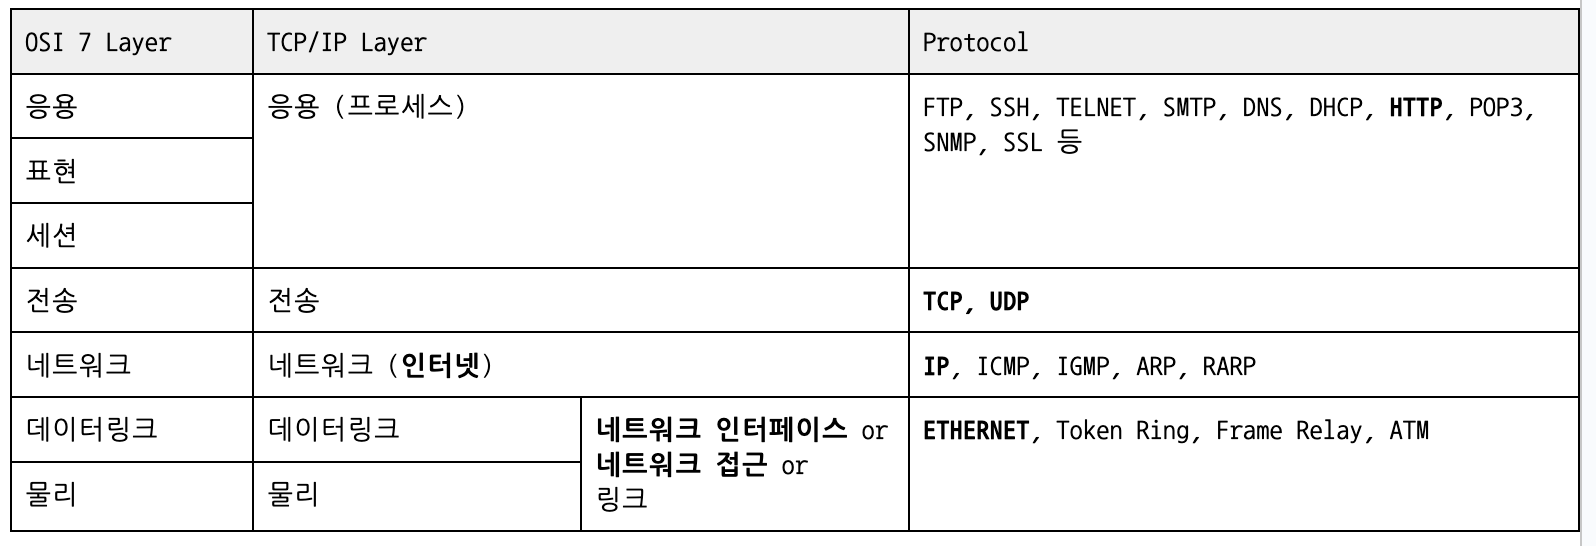 OSI 7 Layer
TCP/IP Layer
Protocol
응용
응용 (프로세스)
FTP, SSH, TELNET, SMTP, DNS, DHCP, HTTP, POP3,
SNMP, SSL 등
표현
세션
전송
전송
TCP, UDP
네트워크
네트워크 (인터넷)
IP, ICMP, IGMP, ARP, RARP
데이터링크
데이터링크
네트워크 인터페이스 or
네트워크 접근 or
링크
ETHERNET, Token Ring, Frame Relay, ATM
물리
물리